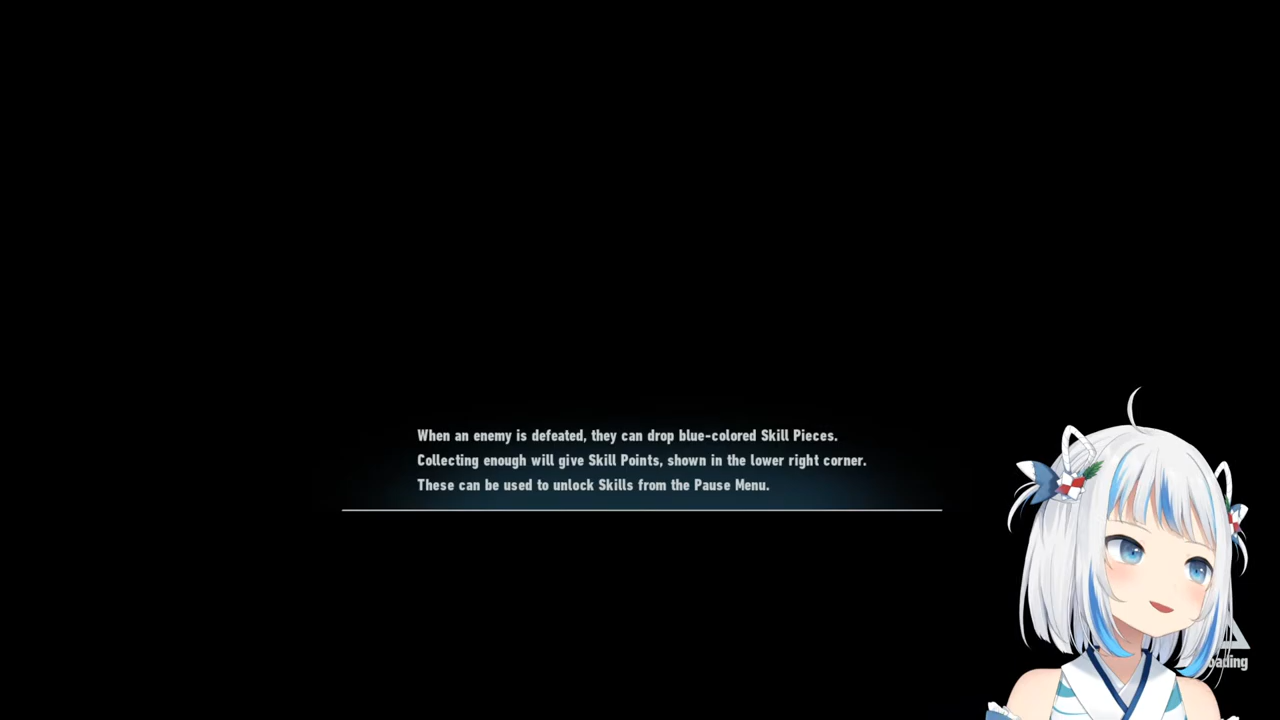 When an enemy is defeated, they can drop blue-colored Skill Pieces.
Collecting enough will give Skill Points, shown in the lower right corner.
These can be used to unlock Skills from the Pause Menu.
oading